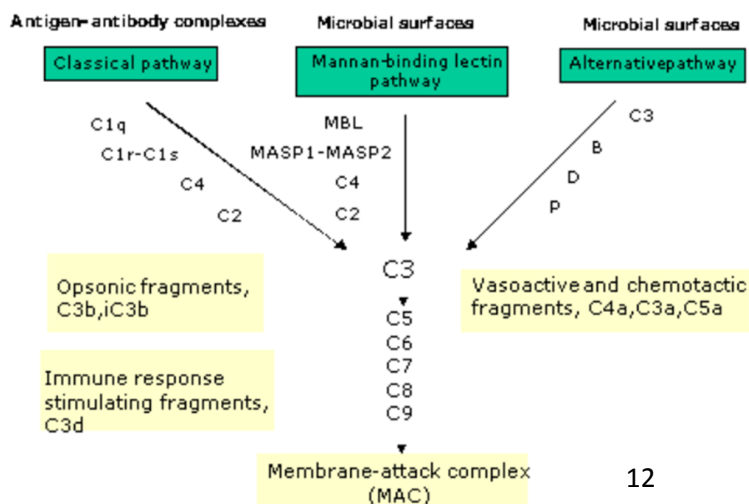 Antigen-antibody complexes
Microbial surfaces
Microbial surfaces
Classical pathway
Mannan-binding lectin
pathway
Alternativepathway
C1q
C1r-C1s
C4
C2
MBL
MASP1-MASP2
C4
C2
C3
B
D
P
C3
C5
C6
C7
C8
C9
Opsonic fragments,
C3b,iC3b
Vasoactive and chemotactic
fragments, C4a,C3a,C5a
Immune response
stimulating fragments,
C3d
Membrane-attack complex
(MAC)
12